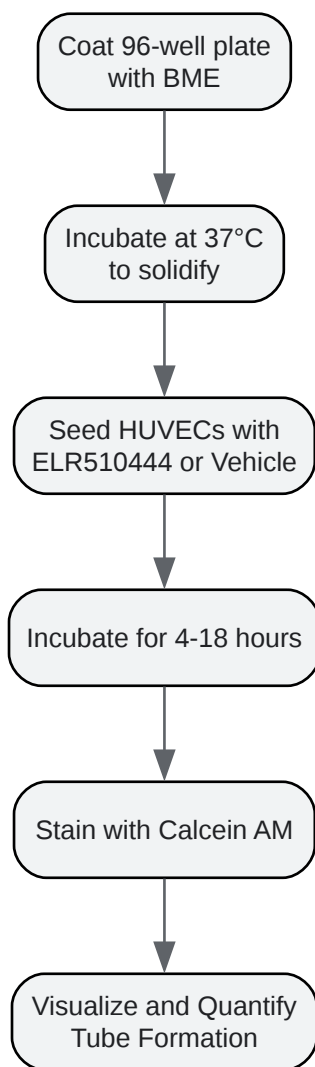 Coat 96-well plate
with BME
Incubate at 37°C
to solidify
Seed HUVECs with
ELR510444 or Vehicle
Incubate for 4-18 hours
Stain with Calcein AM
Visualize and Quantify
Tube Formation